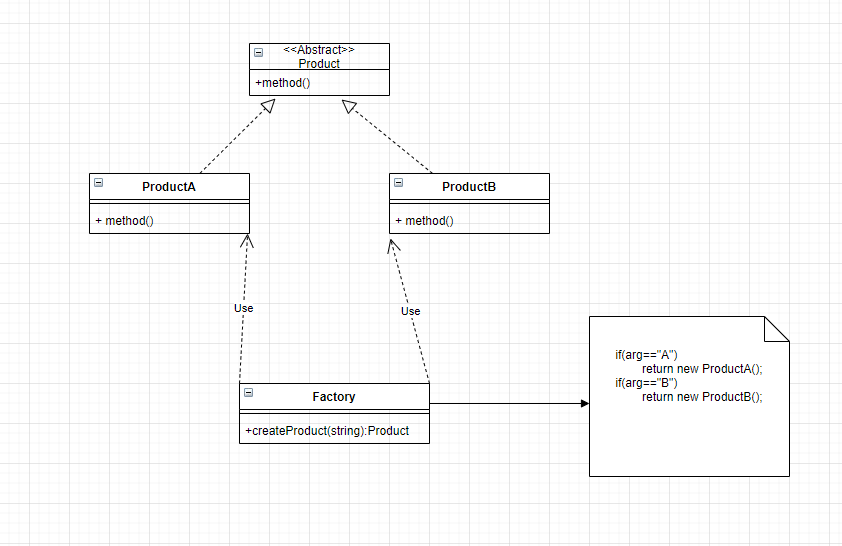 <<Abstract>>
Product
+method()
ProductA
+ method()
ProductB
+ method()
Use
Use
Factory
+createProduct(string):Product
if(arg=="A")
return new ProductA();
if(arg=="B")
return new ProductB();